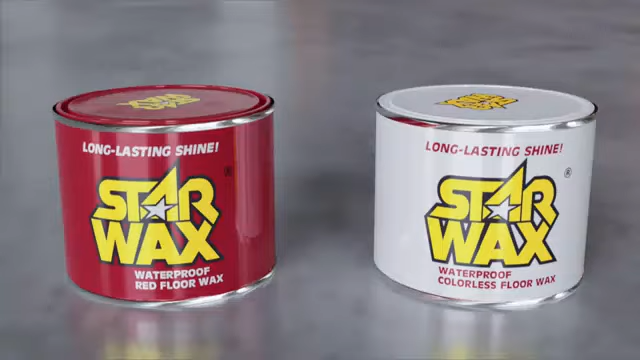 LONG-LASTING SHINE!
STAR
WAX
®
WATERPROOF
RED FLOOR WAX
LONG-LASTING SHINE!
STAR
WAX
®
WATERPROOF
COLORLESS FLOOR WAX